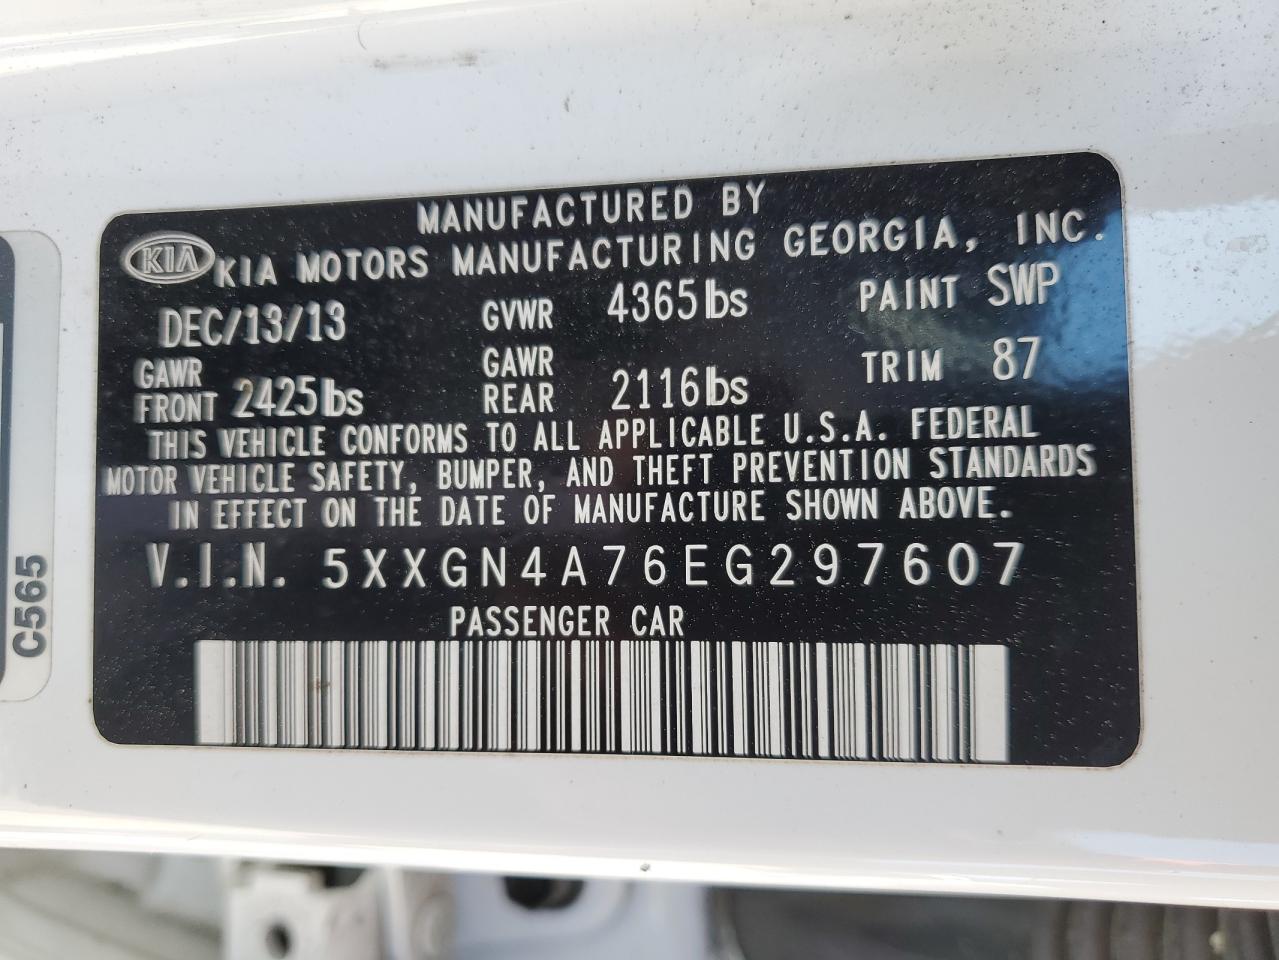 MANUFACTURED BY
KIA KIA MOTORS MANUFACTURING GEORGIA, INC.
DEC/13/13 GVWR 4365lbs PAINT SWP
GAWR FRONT 2425lbs GAWR REAR 2116lbs TRIM 87
THIS VEHICLE CONFORMS TO ALL APPLICABLE U.S.A. FEDERAL
MOTOR VEHICLE SAFETY, BUMPER, AND THEFT PREVENTION STANDARDS
IN EFFECT ON THE DATE OF MANUFACTURE SHOWN ABOVE.
V.I.N. 5XXGN4A76EG297607
PASSENGER CAR
C565